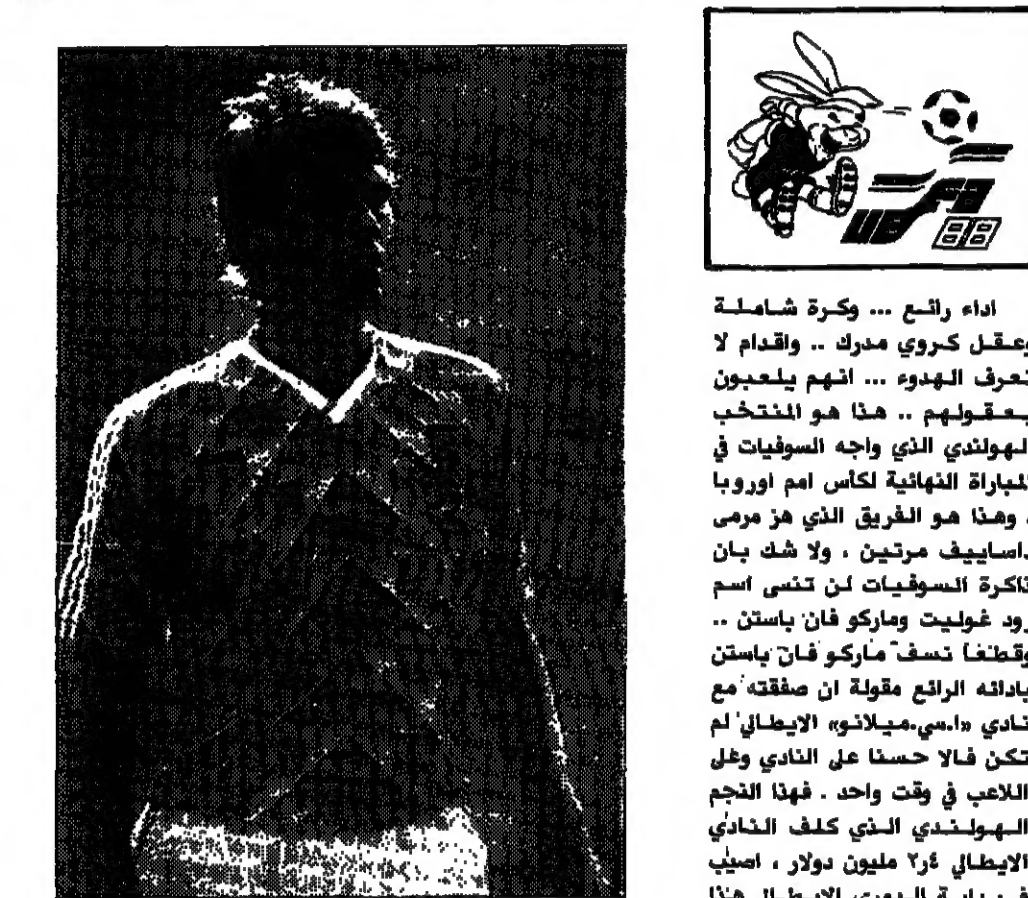 UEFA
88
اداء رائع ... وكرة شاملة
وعقل كروي مدرك .. واقدام لا
تعرف الهدوء ... انهم يلعبون
بعقولهم .. هذا هو المنتخب
الهولندي الذي واجه السوفيات في
المباراة النهائية لكأس امم اوروبا
، وهذا هو الفريق الذي هز مرمى
داساييف مرتين ، ولا شك بان
ذاكرة السوفيات لن تنسى اسم
رود غوليت وماركو فان باستن ..
نسف ماركو فان باستن
بادائه الرائع مقولة ان صفقته مع
نادي «ا.سي.ميلانو» الايطالي لم
تكن فالا حسنا على النادي وعلى
اللاعب في وقت واحد . فهذا النجم
الهولندي الذي كلف النادي
الايطالي ٤ر٢ مليون دولار ، اصيب